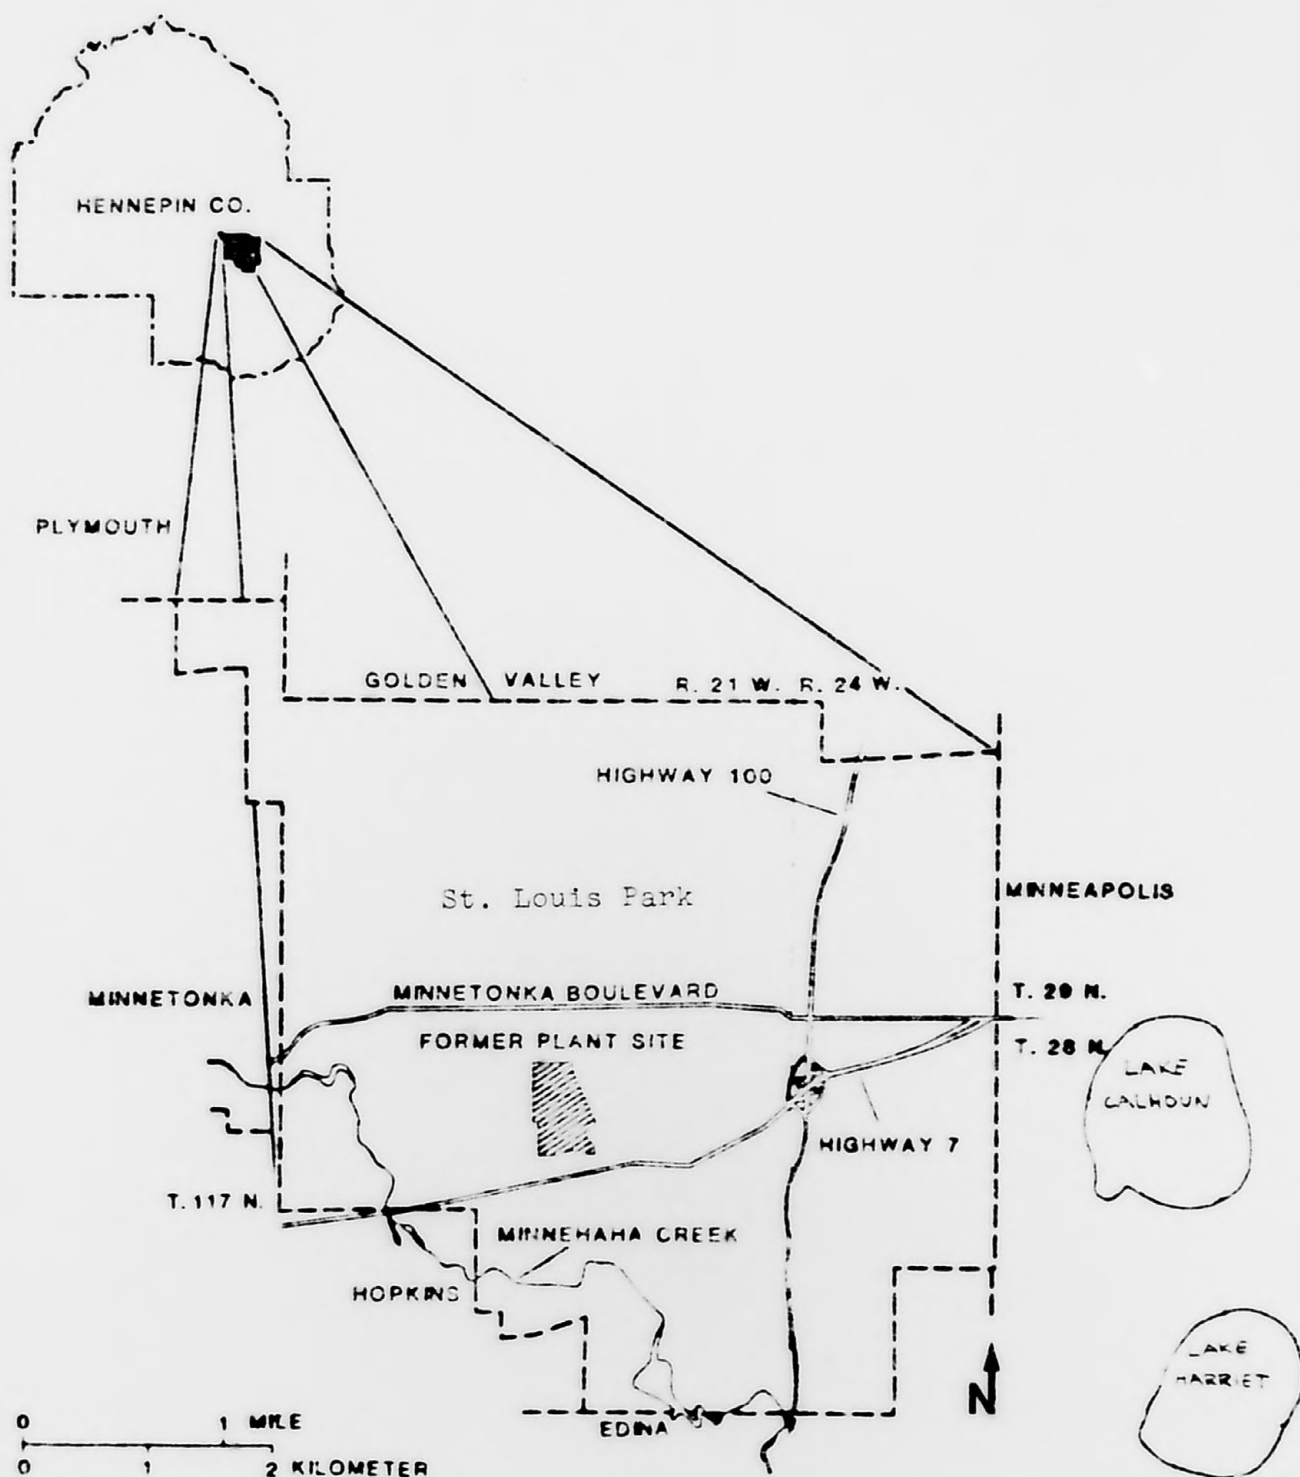 HENNEPIN CO.
PLYMOUTH
GOLDEN VALLEY R. 21 W. R. 24 W.
HIGHWAY 100
St. Louis Park
MINNEAPOLIS
MINNETONKA
MINNETONKA BOULEVARD
T. 29 N.
FORMER PLANT SITE
T. 28 N.
LAKE
CALHOUN
HIGHWAY 7
T. 117 N.
MINNEHAHA CREEK
HOPKINS
LAKE
HARRIET
N
EDINA
0 1 MILE
0 1 2 KILOMETER